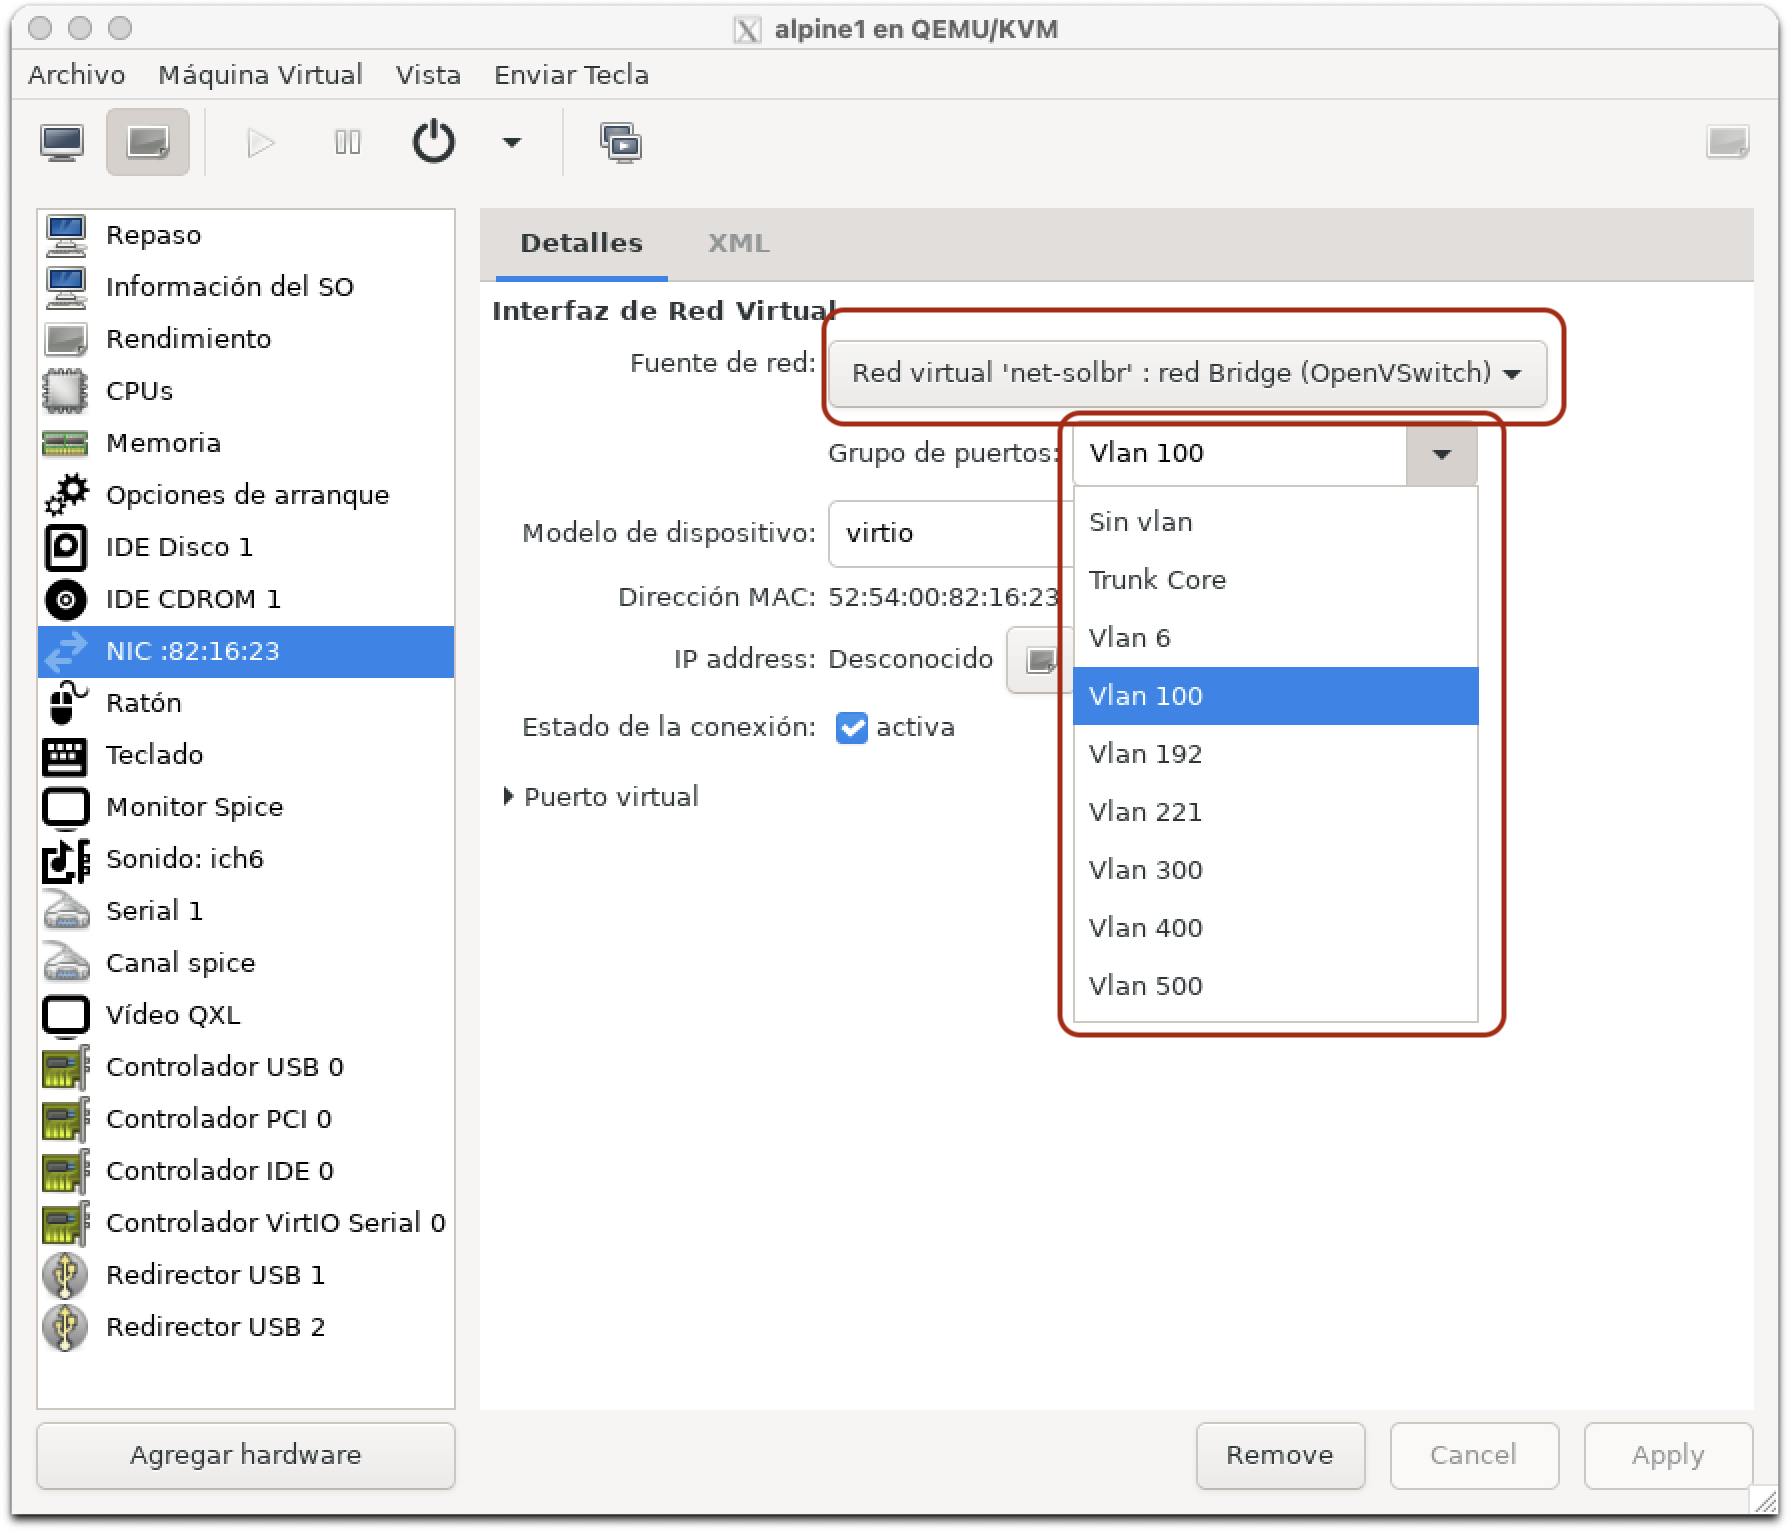 alpine1 en QEMU/KVM
Archivo Máquina Virtual Vista Enviar Tecla
Repaso
Información del SO
Rendimiento
CPUs
Memoria
Opciones de arranque
IDE Disco 1
IDE CDROM 1
NIC :82:16:23
Ratón
Teclado
Monitor Spice
Sonido: ich6
Serial 1
Canal spice
Vídeo QXL
Controlador USB 0
Controlador PCI 0
Controlador IDE 0
Controlador VirtIO Serial 0
Redirector USB 1
Redirector USB 2
Agregar hardware
Detalles XML
Interfaz de Red Virtual
Fuente de red: Red virtual 'net-solbr' : red Bridge (OpenVSwitch)
Grupo de puertos: Vlan 100
Sin vlan
Trunk Core
Vlan 6
Vlan 100
Vlan 192
Vlan 221
Vlan 300
Vlan 400
Vlan 500
Modelo de dispositivo: virtio
Dirección MAC: 52:54:00:82:16:23
IP address: Desconocido
Estado de la conexión: activa
Puerto virtual
Remove Cancel Apply